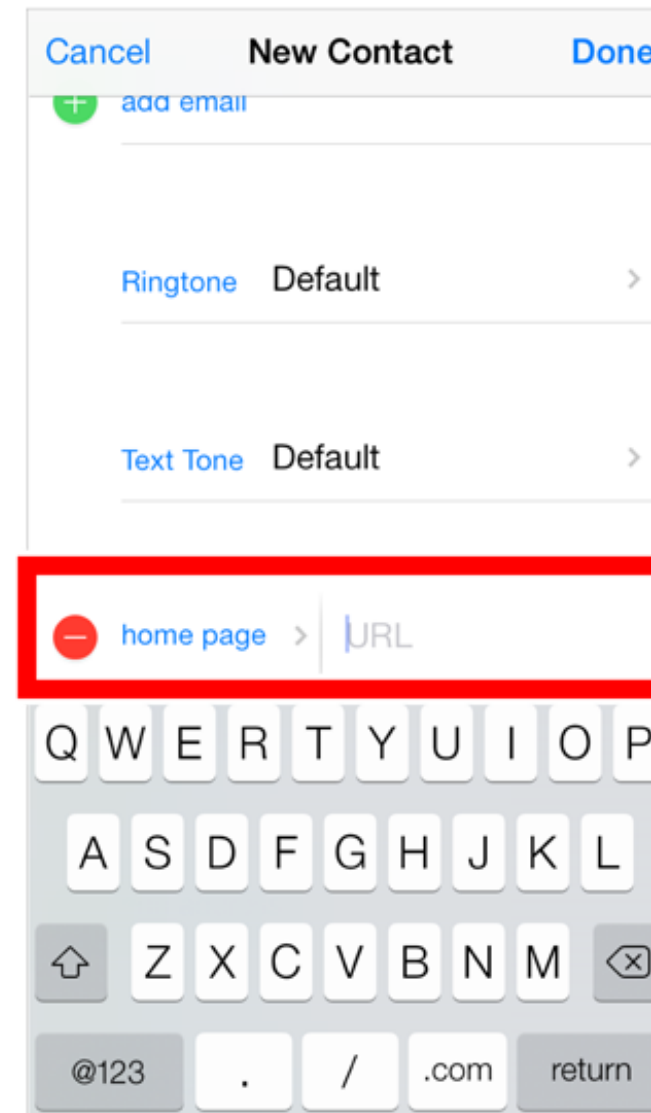 Cancel New Contact Done
add email
Ringtone Default
Text Tone Default
home page URL
Q W E R T Y U I O P
A S D F G H J K L
Z X C V B N M
@123 . / .com return